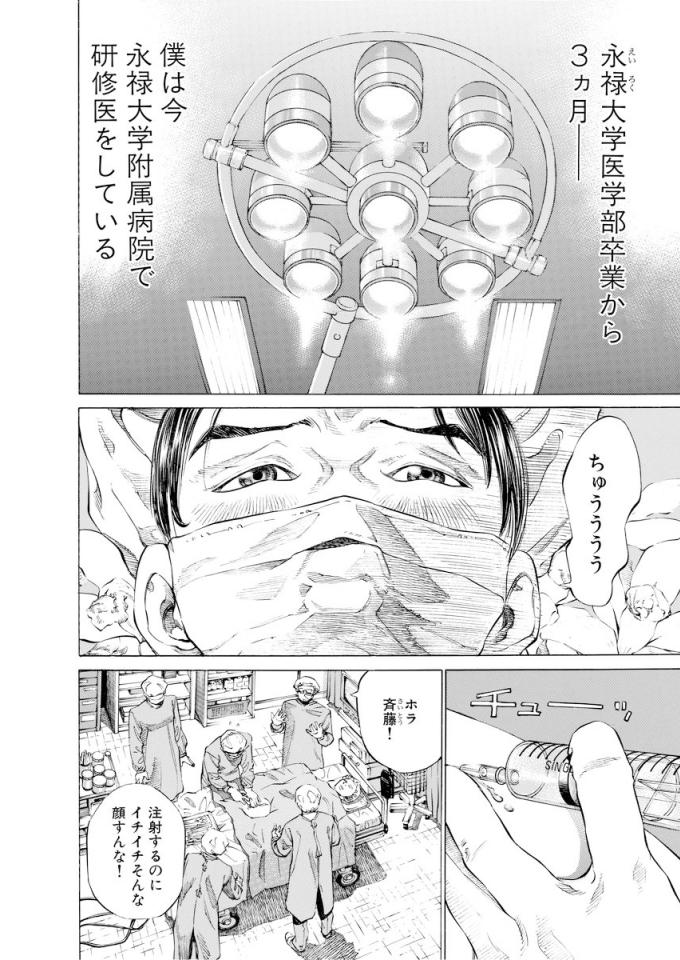 永禄大学医学部卒業から
３ヵ月――
僕は今
永禄大学附属病院で
研修医をしている
ちゅうううう
チューーッ
SING
ホラ
斉藤！
注射するのに
イチイチそんな
顔すんな！